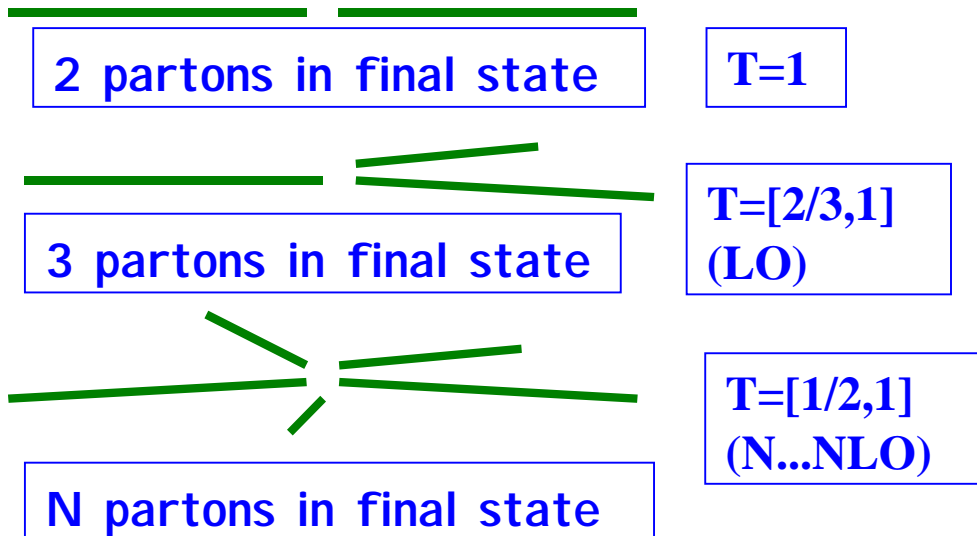 2 partons in final state
T=1
3 partons in final state
T=[2/3,1]
(LO)
T=[1/2,1]
(N...NLO)
N partons in final state